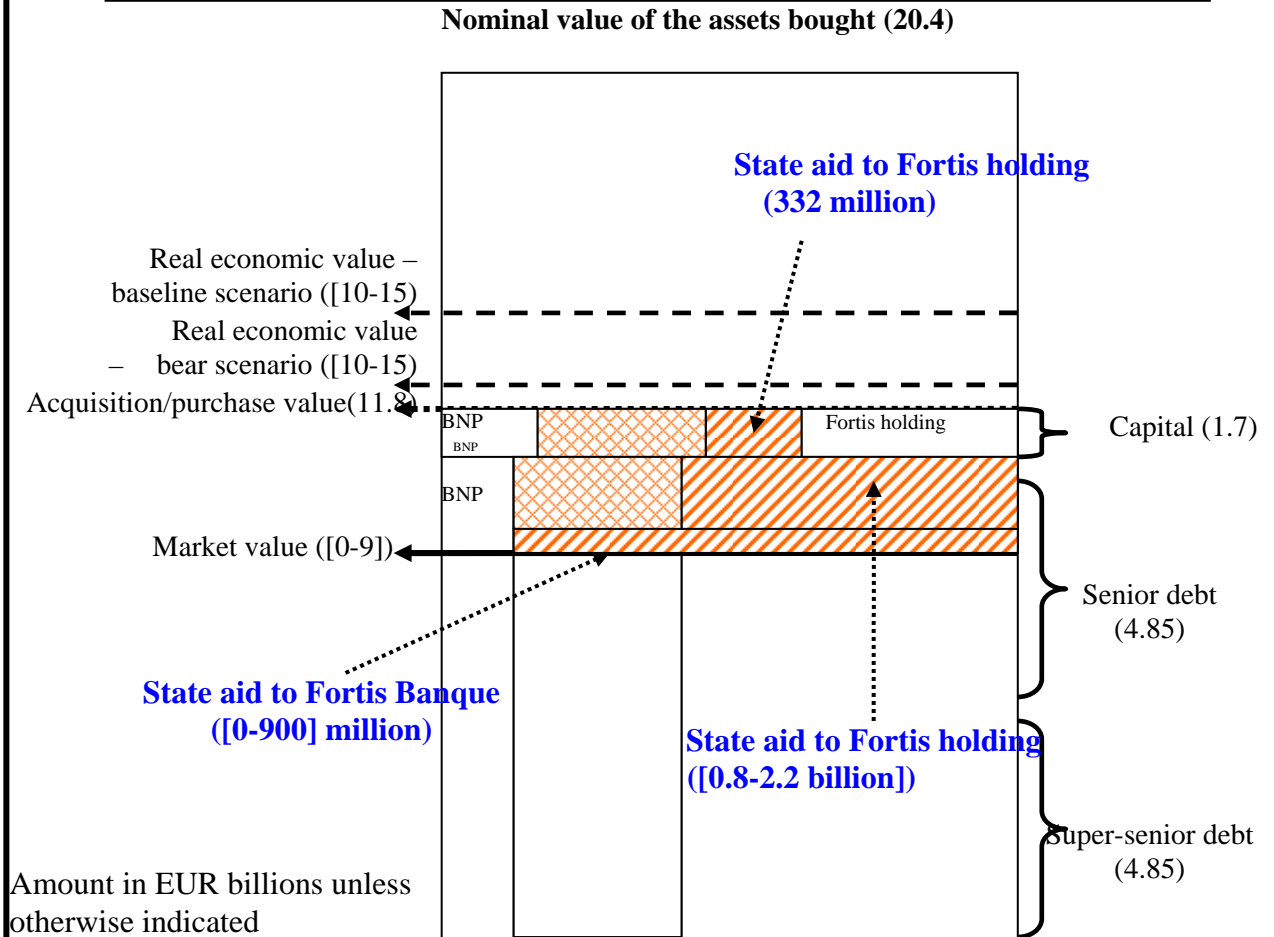 Nominal value of the assets bought (20.4)
State aid to Fortis holding
(332 million)
Real economic value –
baseline scenario ([10-15)
Real economic value
– bear scenario ([10-15)
Acquisition/purchase value(11.8)
BNP
BNP
Fortis holding
Capital (1.7)
BNP
Market value ([0-9])
Senior debt
(4.85)
State aid to Fortis Banque
([0-900] million)
State aid to Fortis holding
([0.8-2.2 billion])
Super-senior debt
(4.85)
Amount in EUR billions unless
otherwise indicated